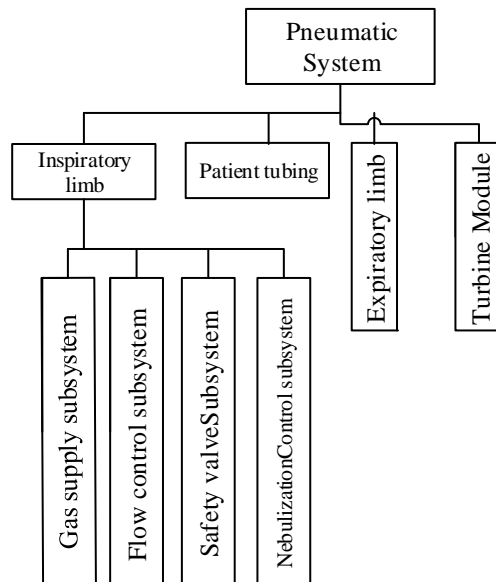 Pneumatic
System
Inspiratory
limb
Patient tubing
Expiratory limb
Turbine Module
Gas supply subsystem
Flow control subsystem
Safety valveSubsystem
NebulizationControl subsystem